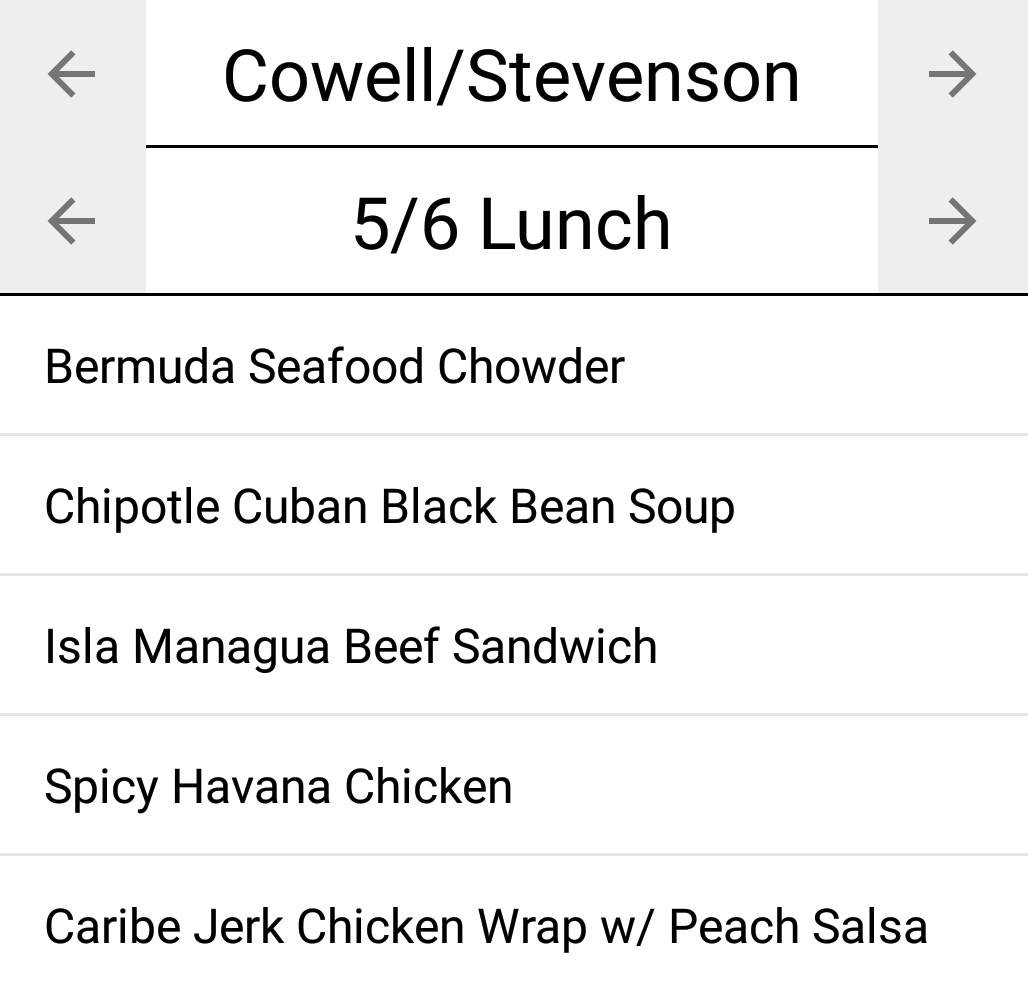 Cowell/Stevenson
5/6 Lunch
Bermuda Seafood Chowder
Chipotle Cuban Black Bean Soup
Isla Managua Beef Sandwich
Spicy Havana Chicken
Caribe Jerk Chicken Wrap w/ Peach Salsa